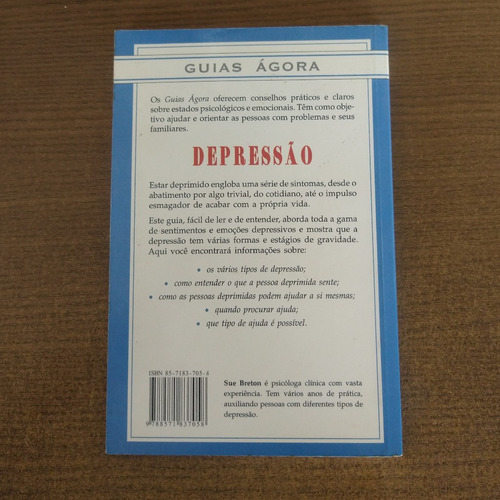 GUIAS ÁGORA
Os Guias Ágora oferecem conselhos práticos e claros
sobre estados psicológicos e emocionais. Têm como obje-
tivo ajudar e orientar as pessoas com problemas e seus
familiares.
DEPRESSÃO
Estar deprimido engloba uma série de sintomas, desde o
abatimento por algo trivial, do cotidiano, até o impulso
esmagador de acabar com a própria vida.
Este guia, fácil de ler e de entender, aborda toda a gama
de sentimentos e emoções depressivos e mostra que a
depressão tem várias formas e estágios de gravidade.
Aqui você encontrará informações sobre:
• os vários tipos de depressão;
• como entender o que a pessoa deprimida sente;
• como as pessoas deprimidas podem ajudar a si mesmas;
• quando procurar ajuda;
• que tipo de ajuda é possível.
ISBN 85-7183-705-6
9 788571 837058
Sue Breton é psicóloga clínica com vasta
experiência. Tem vários anos de prática,
auxiliando pessoas com diferentes tipos de
depressão.